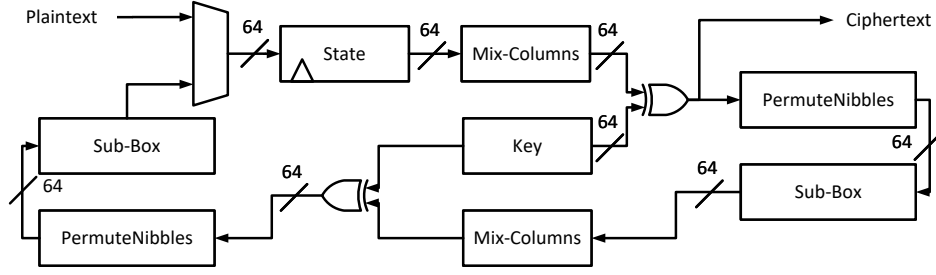 Plaintext
64
64
64
Ciphertext
State
Mix-Columns
PermuteNibbles
64
Sub-Box
Key
64
64
64
64
Sub-Box
PermuteNibbles
Mix-Columns